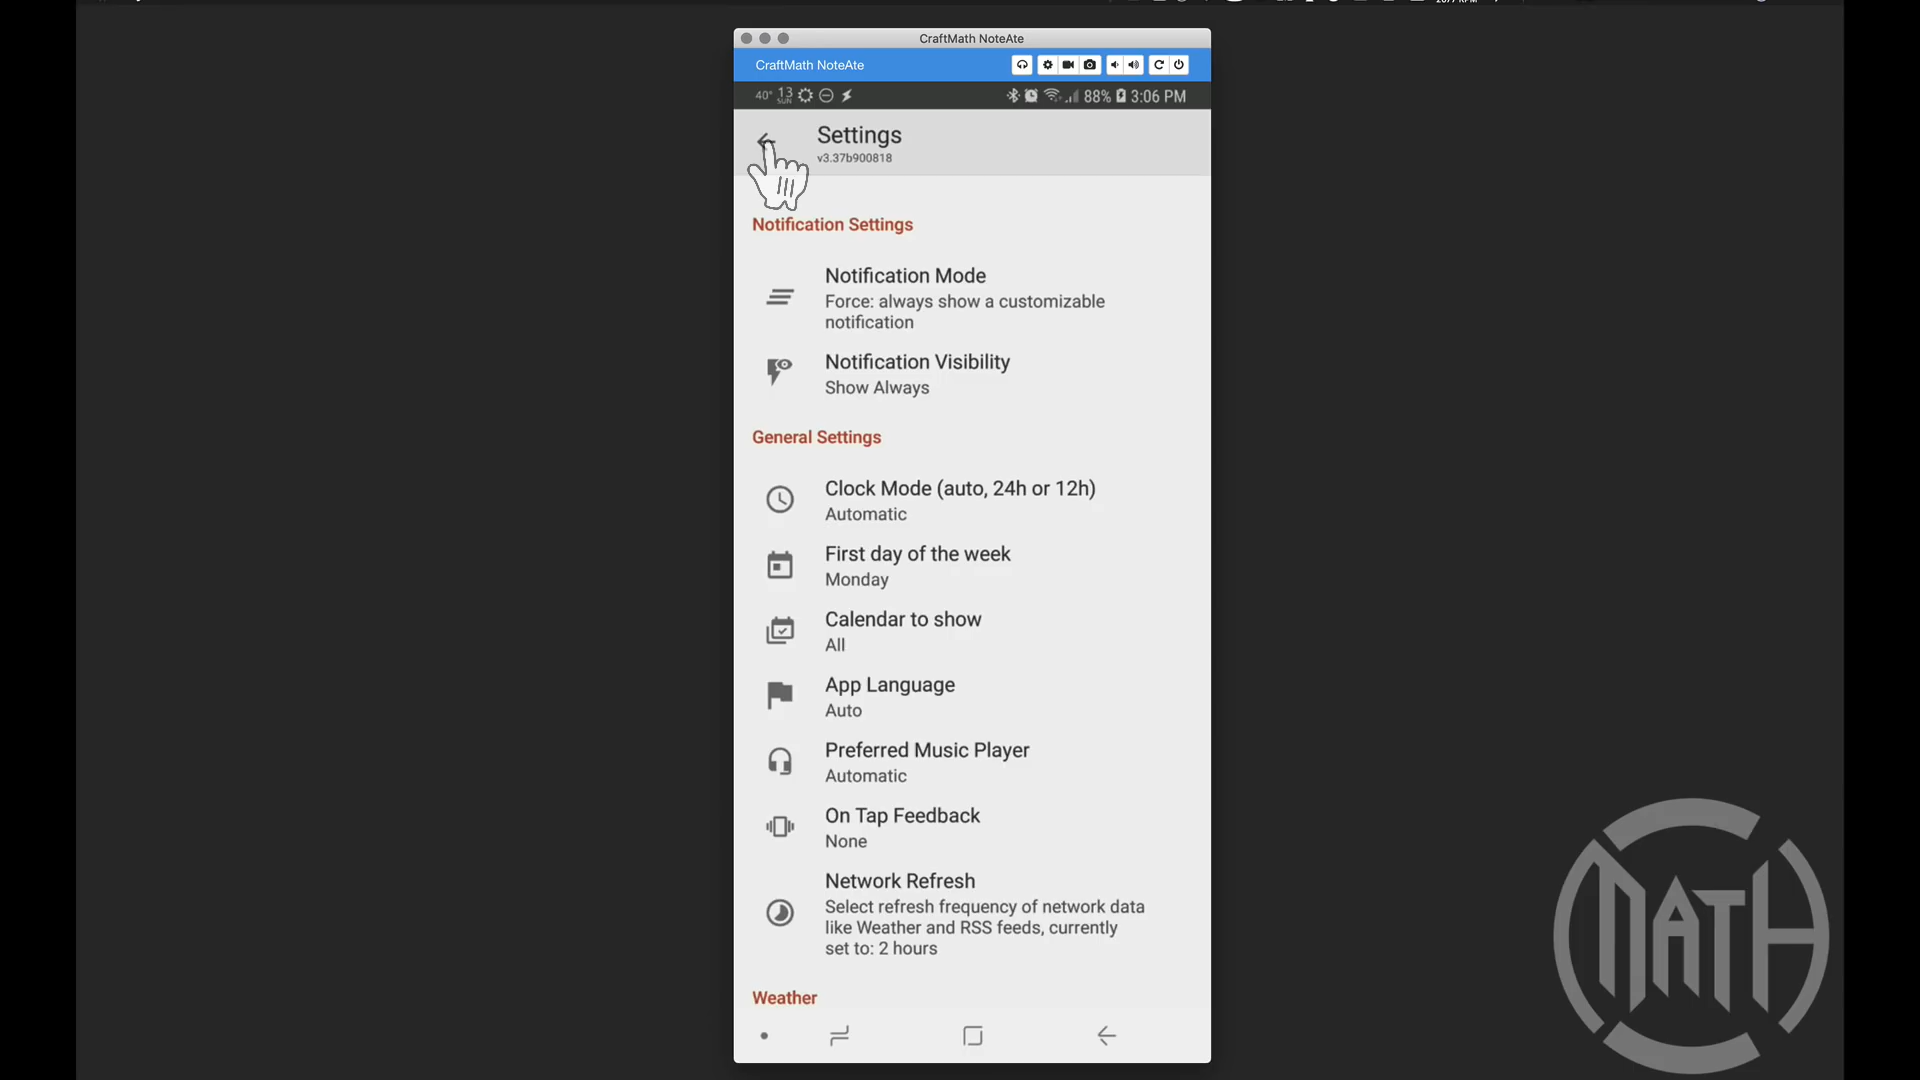 CraftMath NoteAte
CraftMath NoteAte
40° 13 SUN 88% 3:06 PM
Settings
v3.37b900818
Notification Settings
Notification Mode
Force: always show a customizable
notification
Notification Visibility
Show Always
General Settings
Clock Mode (auto, 24h or 12h)
Automatic
First day of the week
Monday
Calendar to show
All
App Language
Auto
Preferred Music Player
Automatic
On Tap Feedback
None
Network Refresh
Select refresh frequency of network data
like Weather and RSS feeds, currently
set to: 2 hours
Weather
MATH